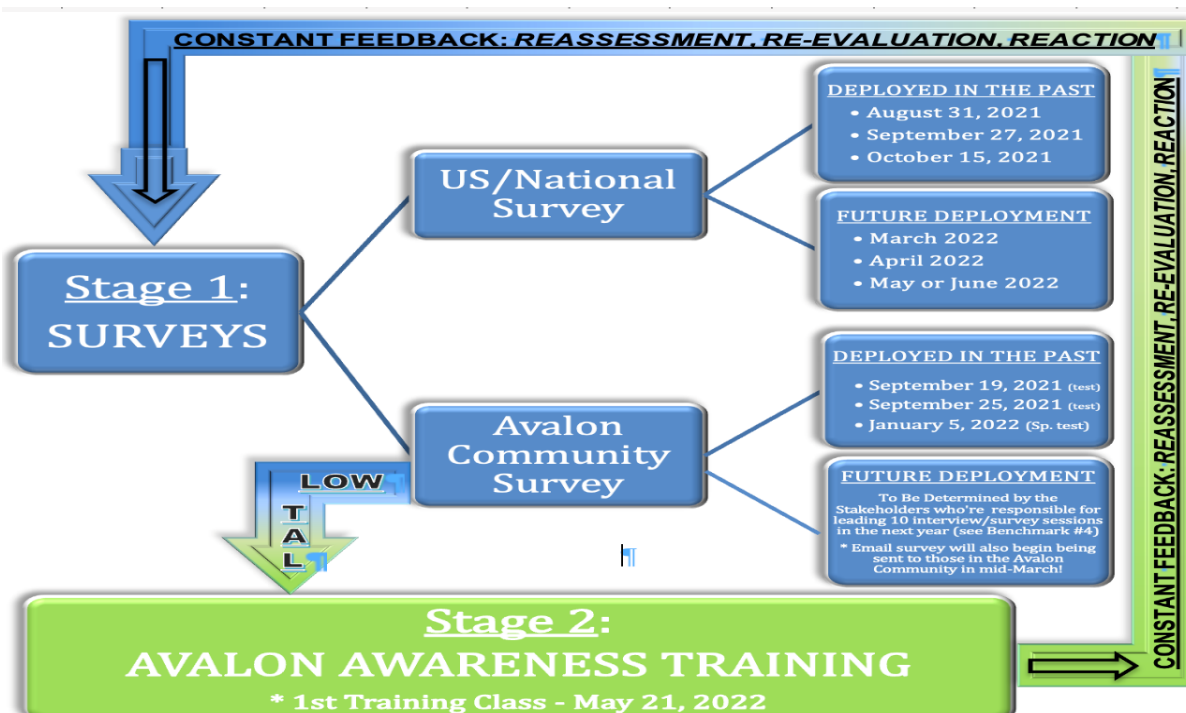 CONSTANT FEEDBACK: REASSESSMENT, RE-EVALUATION, REACTION¶
Stage 1:
SURVEYS
US/National
Survey
DEPLOYED IN THE PAST
• August 31, 2021
• September 27, 2021
• October 15, 2021
FUTURE DEPLOYMENT
• March 2022
• April 2022
• May or June 2022
Avalon
Community
Survey
DEPLOYED IN THE PAST
• September 19, 2021 (test)
• September 25, 2021 (test)
• January 5, 2022 (Sp. test)
FUTURE DEPLOYMENT
To Be Determined by the
Stakeholders who're responsible for
leading 10 interview/survey sessions
in the next year (see Benchmark #4)
* Email survey will also begin being
sent to those in the Avalon
Community in mid-March!
LOW¶
T
A
L¶
¶
Stage 2:
AVALON AWARENESS TRAINING
* 1st Training Class - May 21, 2022
CONSTANT FEEDBACK: REASSESSMENT, RE-EVALUATION, REACTION¶